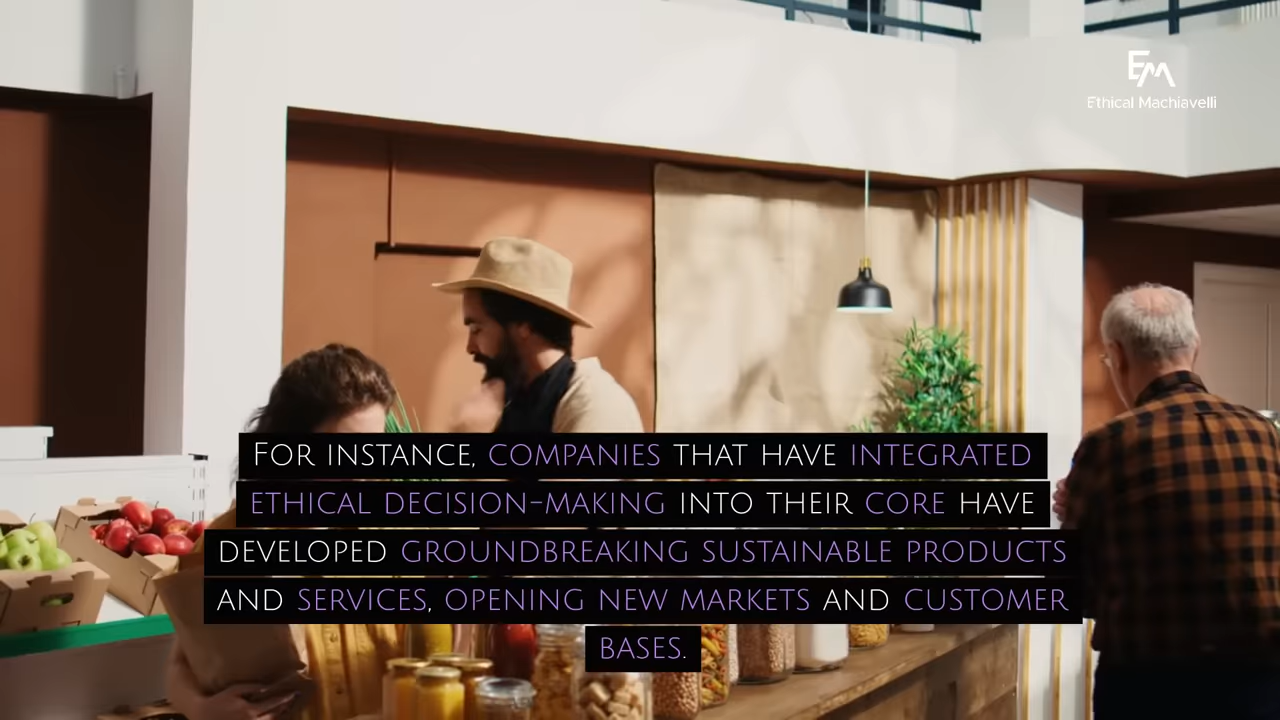 EM
Ethical Machiavelli
For instance, companies that have integrated
ethical decision-making into their core have
developed groundbreaking sustainable products
and services, opening new markets and customer
bases.